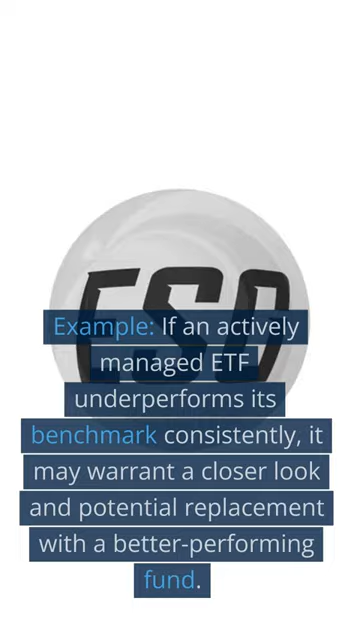 Example: If an actively
managed ETF
underperforms its
benchmark consistently, it
may warrant a closer look
and potential replacement
with a better-performing
fund.